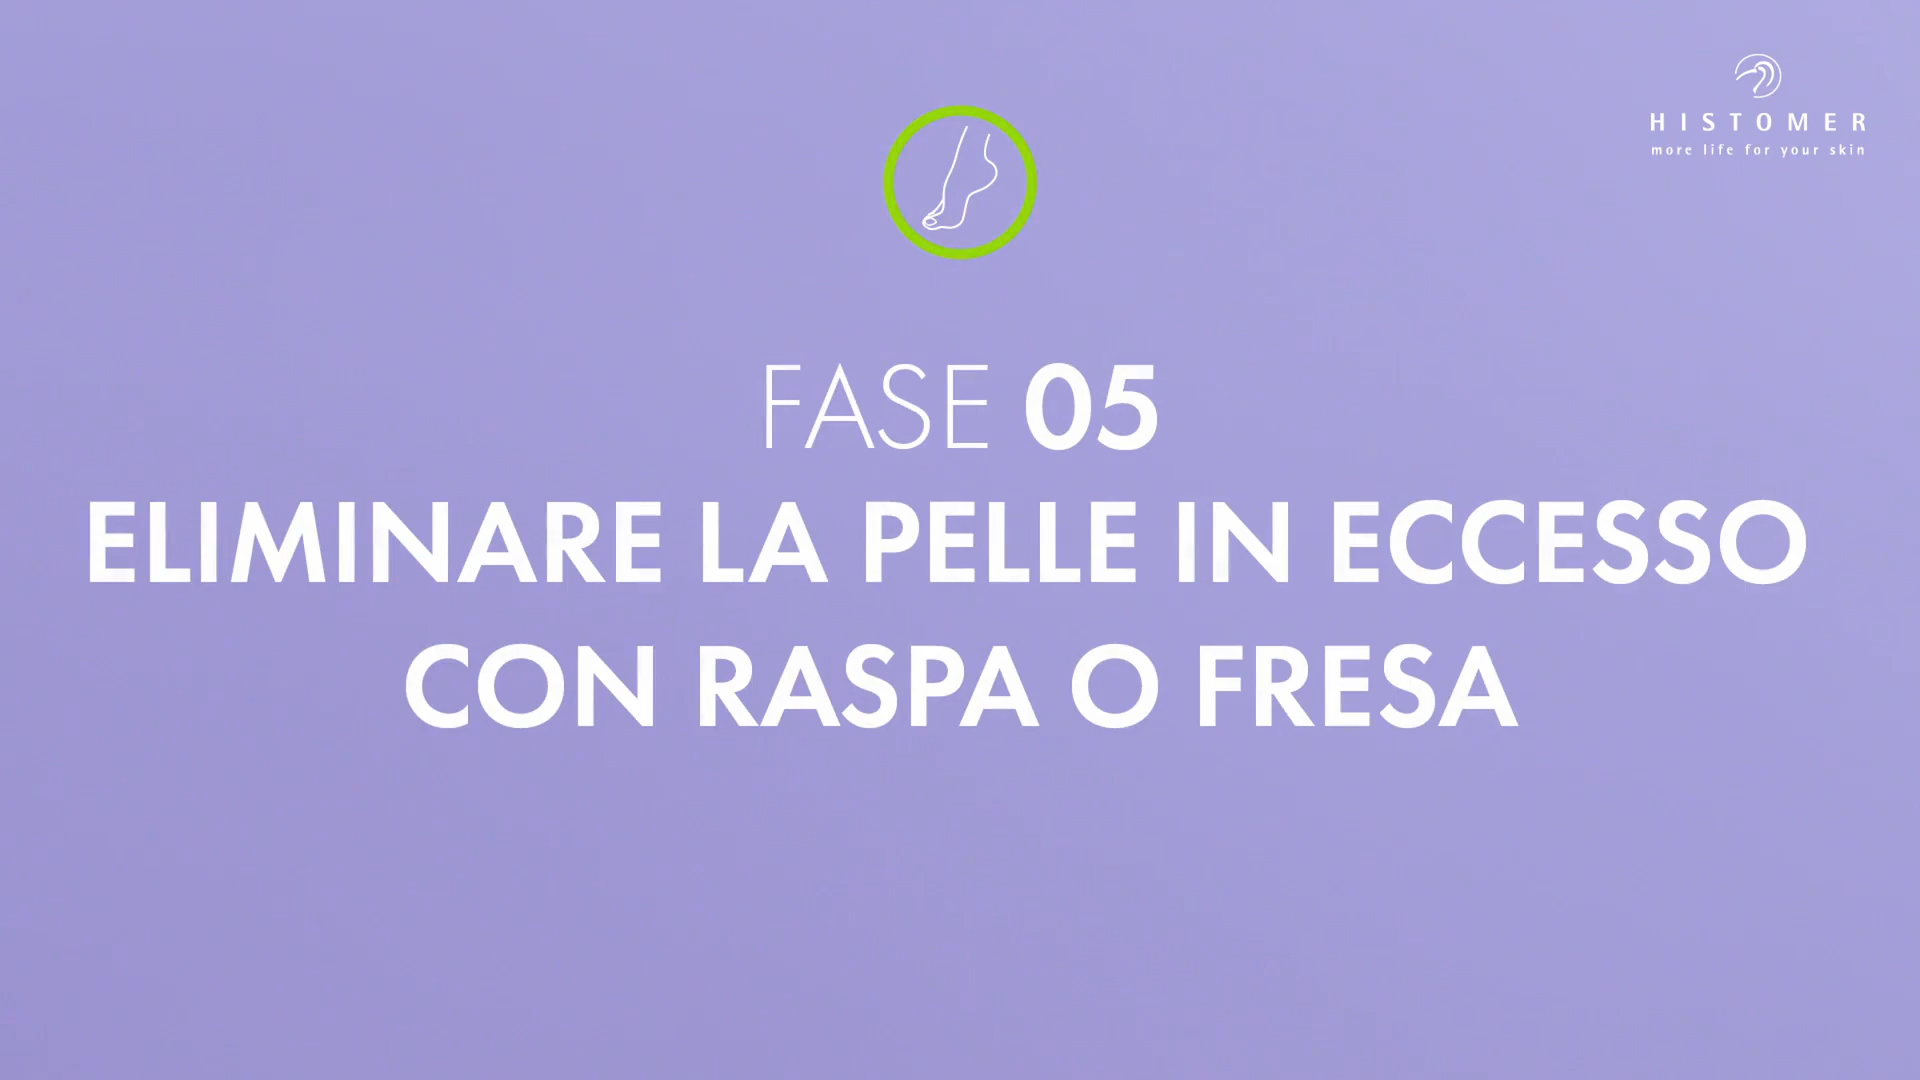 HISTOMER
more life for your skin
FASE 05
ELIMINARE LA PELLE IN ECCESSO
CON RASPA O FRESA